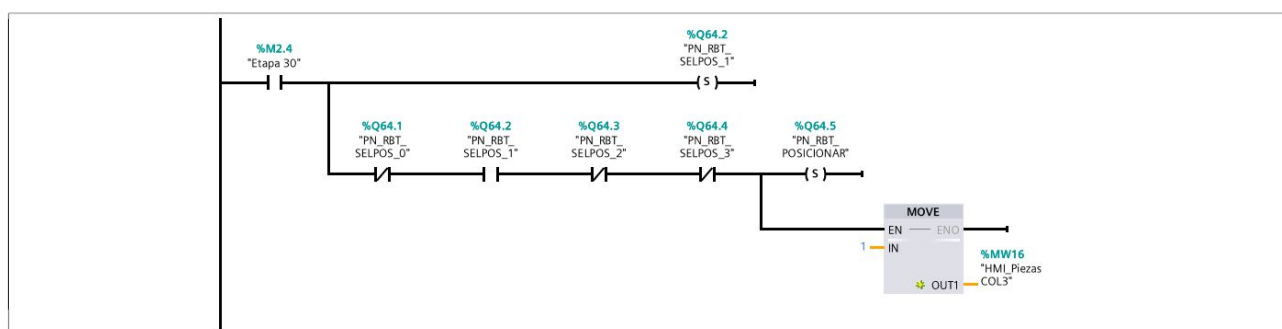 %M2.4
"Etapa 30"
%Q64.2
"PN_RBT_
SELPOS_1"
S
%Q64.1
"PN_RBT_
SELPOS_0"
%Q64.2
"PN_RBT_
SELPOS_1"
%Q64.3
"PN_RBT_
SELPOS_2"
%Q64.4
"PN_RBT_
SELPOS_3"
%Q64.5
"PN_RBT_
POSICIONAR"
S
MOVE
EN
ENO
1
IN
%MW16
"HMI_Piezas
COL3"
OUT1